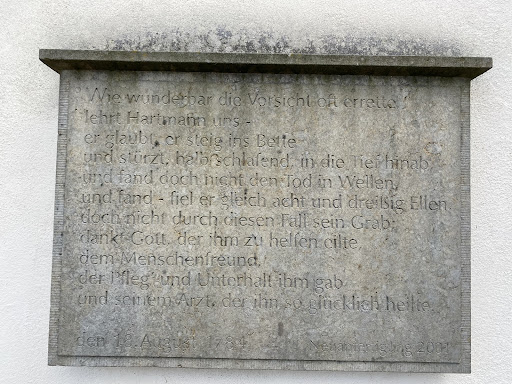 Wie wunderbar die Vorsicht oft errette,
lehrt Hartmann uns -
er glaubt, er steig ins Bette
und stürzt, halb schlafend, in die Tief hinab
und fand doch nicht den Tod in Wellen,
und fand - fiel er gleich acht und dreißig Ellen,
doch nicht durch diesen Fall sein Grab;
dankt Gott, der ihm zu helfen eilte
dem Menschenfreund,
der Pfleg' und Unterhalt ihm gab
und seinem Arzt, der ihn so glücklich heilte.
den August 1784